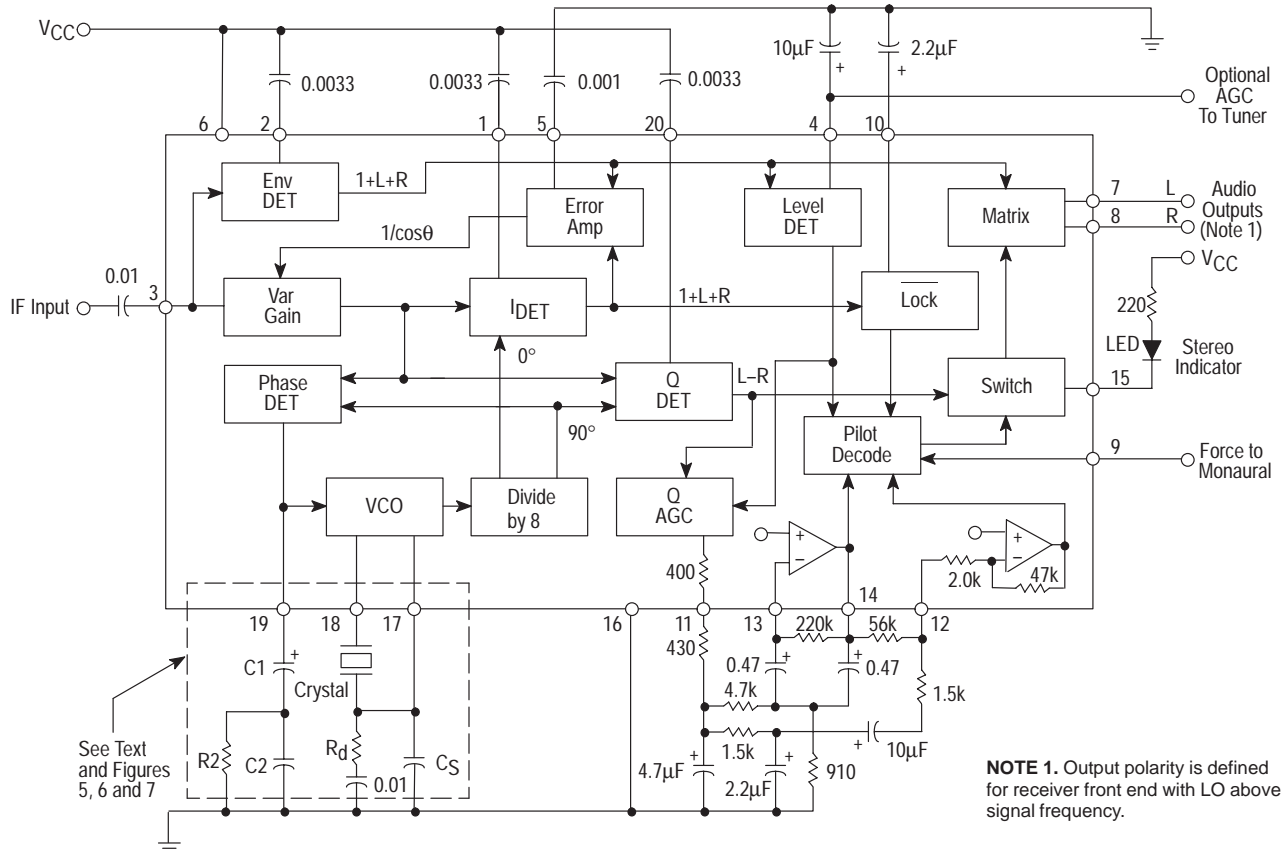 VCC
10µF
2.2µF
+
+
0.0033
0.0033
0.001
0.0033
Optional
AGC
To Tuner
6
2
1
5
20
4
10
Env
DET
1+L+R
Error
Amp
Level
DET
Matrix
7
L
8
R
Audio
Outputs
(Note 1)
1/cosθ
VCC
0.01
IF Input
3
Var
Gain
IDET
1+L+R
Lock
220
LED
Stereo
Indicator
0°
Phase
DET
Q
DET
L–R
Switch
15
90°
Pilot
Decode
9
Force to
Monaural
VCO
Divide
by 8
Q
AGC
+
–
+
–
400
2.0k
47k
14
19
18
17
16
11
13
12
430
220k
56k
C1
+
Crystal
0.47
+
+
0.47
4.7k
1.5k
See Text
and Figures
5, 6 and 7
R2
C2
Rd
0.01
CS
1.5k
+
10µF
4.7µF
+
2.2µF
+
910
NOTE 1. Output polarity is defined
for receiver front end with LO above
signal frequency.